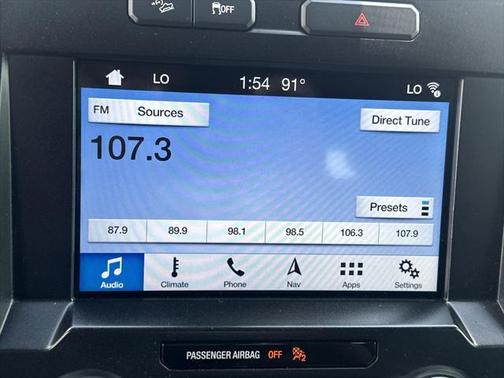 OFF
LO 1:54 91° LO
FM Sources
Direct Tune
107.3
Presets
87.9 89.9 98.1 98.5 106.3 107.9
Audio Climate Phone Nav Apps Settings
PASSENGER AIRBAG OFF 2